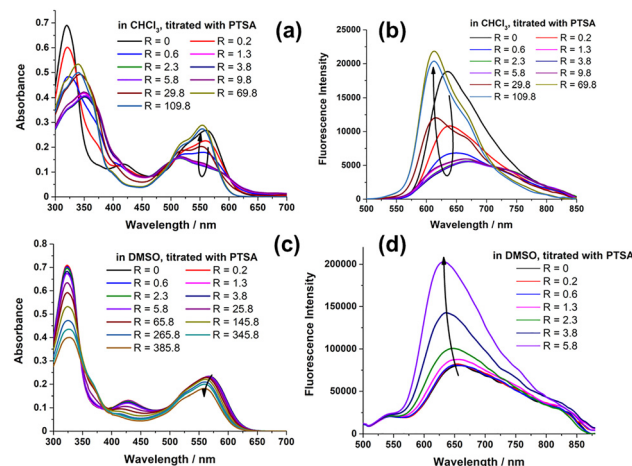 in CHCl3, titrated with PTSA (a)
R = 0 R = 0.2
R = 0.6 R = 1.3
R = 2.3 R = 3.8
R = 5.8 R = 9.8
R = 29.8 R = 69.8
R = 109.8
Absorbance
0.7
0.6
0.5
0.4
0.3
0.2
0.1
0.0
300 350 400 450 500 550 600 700
Wavelength / nm
in CHCl3, titrated with PTSA
(b)
R = 0 R = 0.2
R = 0.6 R = 1.3
R = 2.3 R = 3.8
R = 5.8 R = 9.8
R = 29.8 R = 69.8
R = 109.8
Fluorescence Intensity
25000
20000
15000
10000
5000
0
500 550 600 650 700 750 800 850
Wavelength / nm
in DMSO, titrated with PTSA
(c)
R = 0 R = 0.2
R = 0.6 R = 1.3
R = 2.3 R = 3.8
R = 5.8 R = 25.8
R = 65.8 R = 145.8
R = 265.8 R = 345.8
R = 385.8
Absorbance
0.8
0.7
0.6
0.5
0.4
0.3
0.2
0.1
0.0
300 350 400 450 500 550 600 700
Wavelength / nm
in DMSO, titrated with PTSA
(d)
R = 0
R = 0.2
R = 0.6
R = 1.3
R = 2.3
R = 3.8
R = 5.8
Fluorescence Intensity
200000
150000
100000
50000
0
500 550 600 650 700 750 800 850
Wavelength / nm